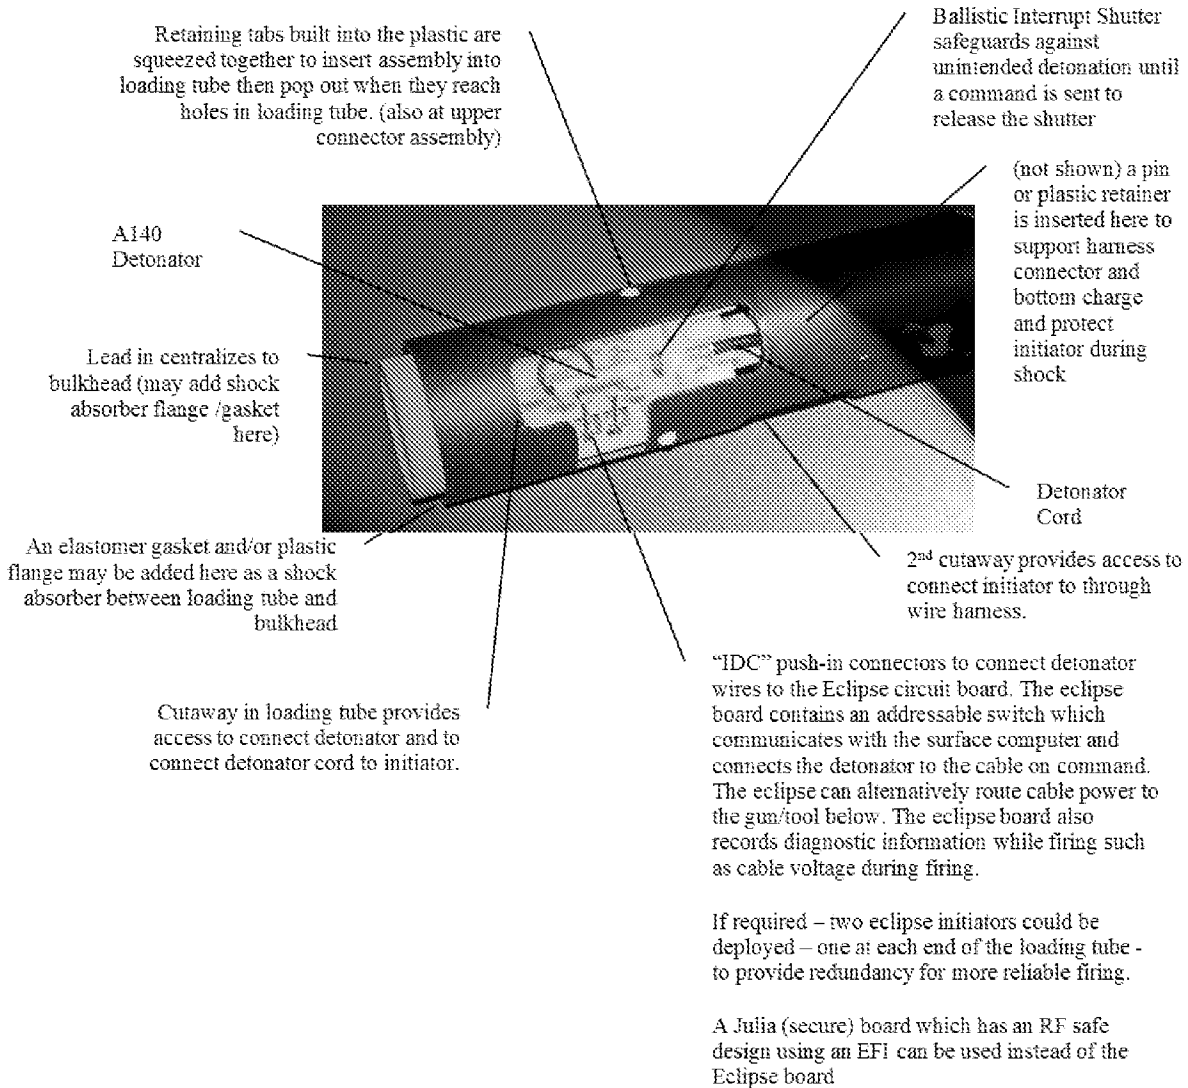 Retaining tabs built into the plastic are
squeezed together to insert assembly into
loading tube then pop out when they reach
holes in loading tube. (also at upper
connector assembly)
Ballistic Interrupt Shutter
safeguards against
unintended detonation until
a command is sent to
release the shutter
(not shown) a pin
or plastic retainer
is inserted here to
support harness
connector and
bottom charge
and protect
initiator during
shock
A140
Detonator
Lead in centralizes to
bulkhead (may add shock
absorber flange /gasket
here)
Detonator
Cord
An elastomer gasket and/or plastic
flange may be added here as a shock
absorber between loading tube and
bulkhead
2nd cutaway provides access to
connect initiator to through
wire harness.
Cutaway in loading tube provides
access to connect detonator and to
connect detonator cord to initiator.
“IDC” push-in connectors to connect detonator
wires to the Eclipse circuit board. The eclipse
board contains an addressable switch which
communicates with the surface computer and
connects the detonator to the cable on command.
The eclipse can alternatively route cable power to
the gun/tool below. The eclipse board also
records diagnostic information while firing such
as cable voltage during firing.
If required – two eclipse initiators could be
deployed – one at each end of the loading tube -
to provide redundancy for more reliable firing.
A Julia (secure) board which has an RF safe
design using an EFI can be used instead of the
Eclipse board